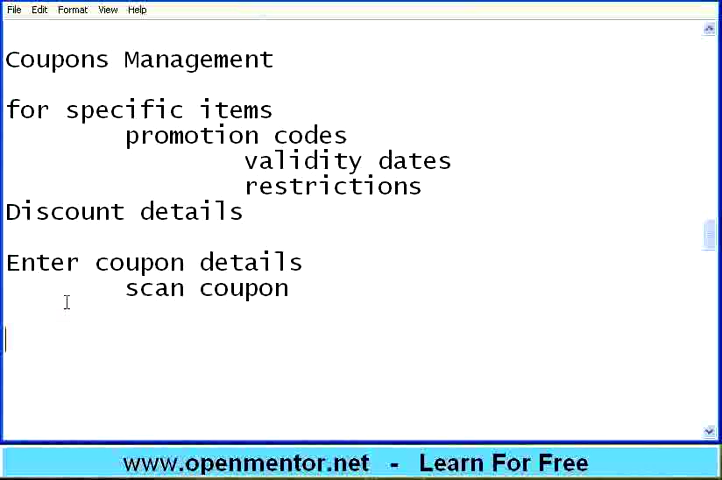 File Edit Format View Help
Coupons Management
for specific items
promotion codes
validity dates
restrictions
Discount details
Enter coupon details
scan coupon
www.openmentor.net - Learn For Free